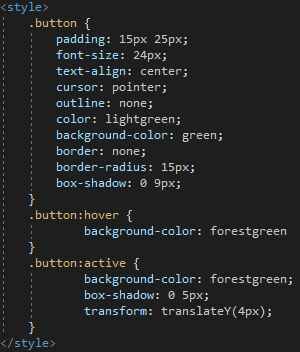 <style>
    .button {
        padding: 15px 25px;
        font-size: 24px;
        text-align: center;
        cursor: pointer;
        outline: none;
        color: lightgreen;
        background-color: green;
        border: none;
        border-radius: 15px;
        box-shadow: 0 9px;
    }
    .button:hover {
            background-color: forestgreen
    }
    .button:active {
            background-color: forestgreen;
            box-shadow: 0 5px;
            transform: translateY(4px);
    }
</style>